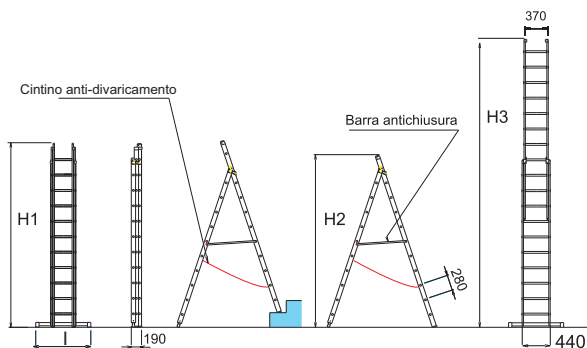 370
Cintino anti-divaricamento
Barra antichiusura
H3
H1
H2
280
l
190
440